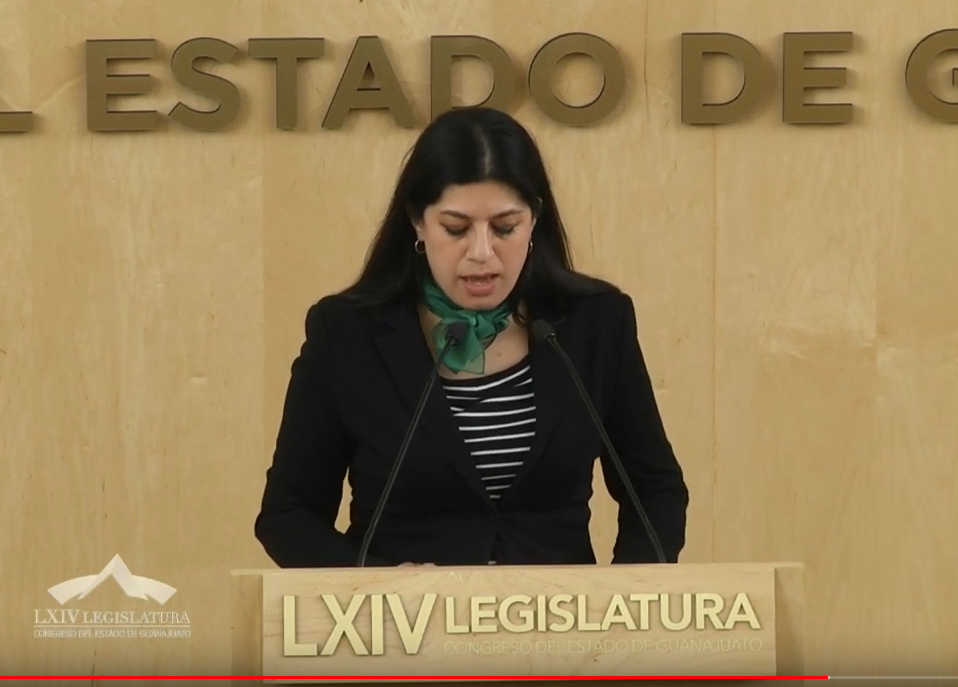 L ESTADO DE G
LXIV LEGISLATURA
CONGRESO DEL ESTADO DE GUANAJUATO
LXIV LEGISLATURA
CONGRESO DEL ESTADO DE GUANAJUATO